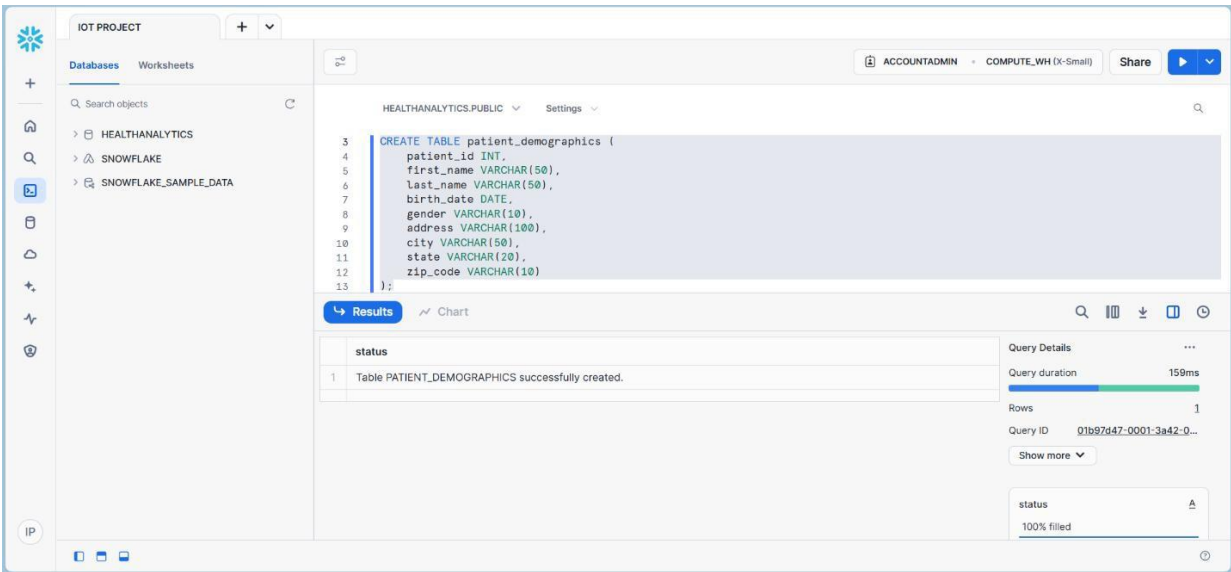 IOT PROJECT
Databases Worksheets
Search objects
HEALTHANALYTICS
SNOWFLAKE
SNOWFLAKE_SAMPLE_DATA
IP
ACCOUNTADMIN COMPUTE_WH (X-Small) Share
HEALTHANALYTICS.PUBLIC Settings
3 CREATE TABLE patient_demographics (
4 patient_id INT,
5 first_name VARCHAR(50),
6 last_name VARCHAR(50),
7 birth_date DATE,
8 gender VARCHAR(10),
9 address VARCHAR(100),
10 city VARCHAR(50),
11 state VARCHAR(20),
12 zip_code VARCHAR(10)
13 );
Results Chart
status
1 Table PATIENT_DEMOGRAPHICS successfully created.
Query Details ...
Query duration 159ms
Rows 1
Query ID 01b97d47-0001-3a42-0...
Show more
status A
100% filled